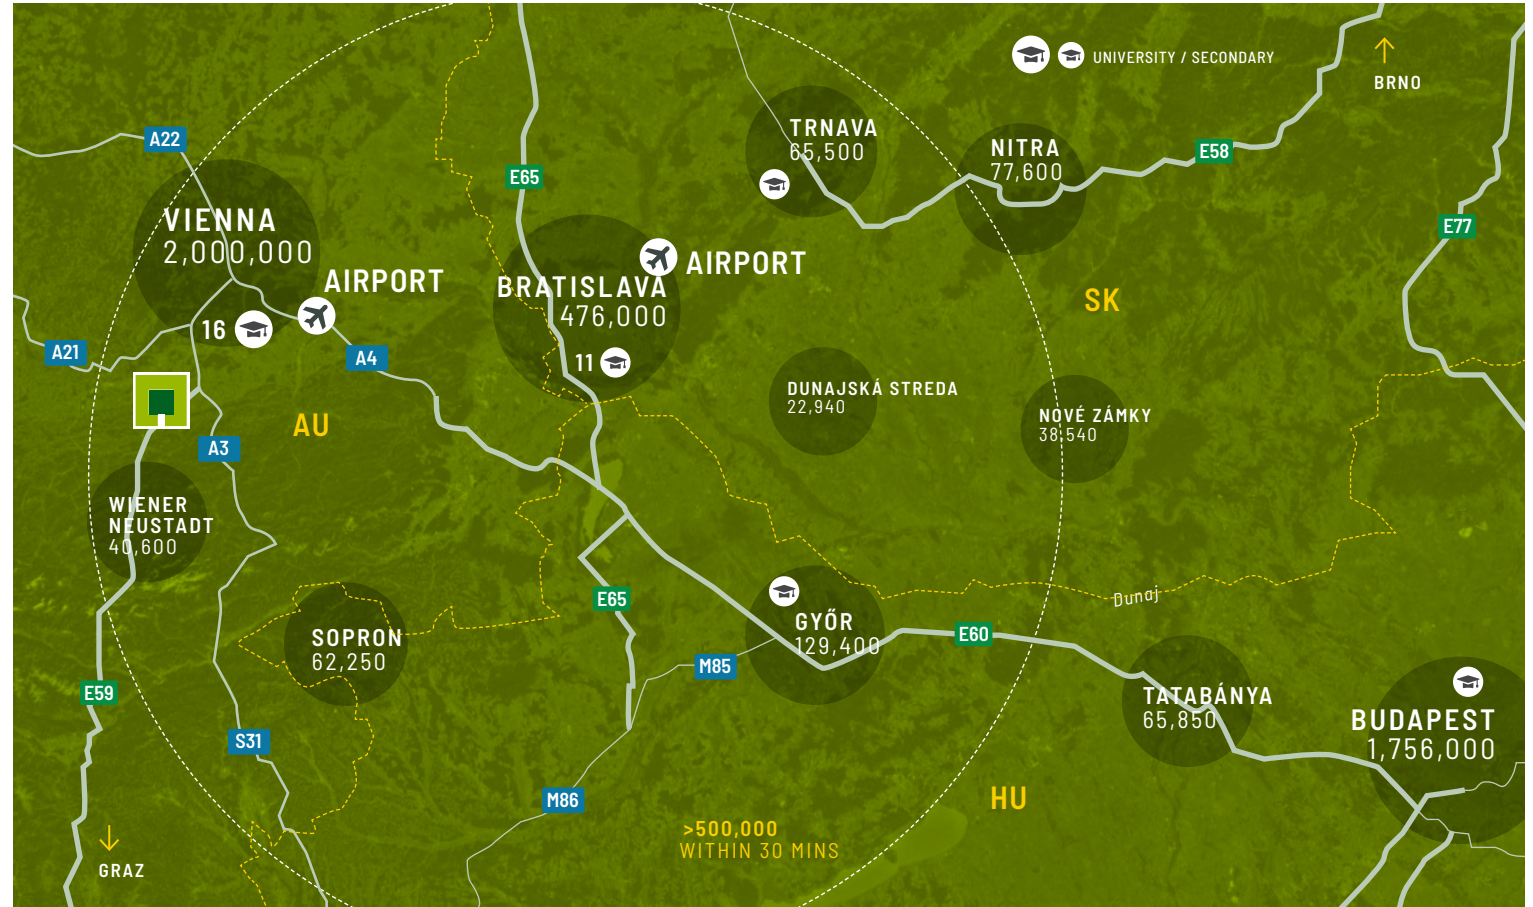 UNIVERSITY / SECONDARY
BRNO
A22
TRNAVA
65,500
NITRA
77,600
E58
E65
VIENNA
2,000,000
E77
AIRPORT
AIRPORT
BRATISLAVA
476,000
SK
16
11
A21
A4
DUNAJSKÁ STREDA
22,940
NOVÉ ZÁMKY
38,540
AU
A3
WIENER
NEUSTADT
40,600
E65
Dunaj
GYŐR
129,400
E60
SOPRON
62,250
M85
E59
TATABÁNYA
65,850
BUDAPEST
1,756,000
S31
M86
HU
>500,000
WITHIN 30 MINS
GRAZ